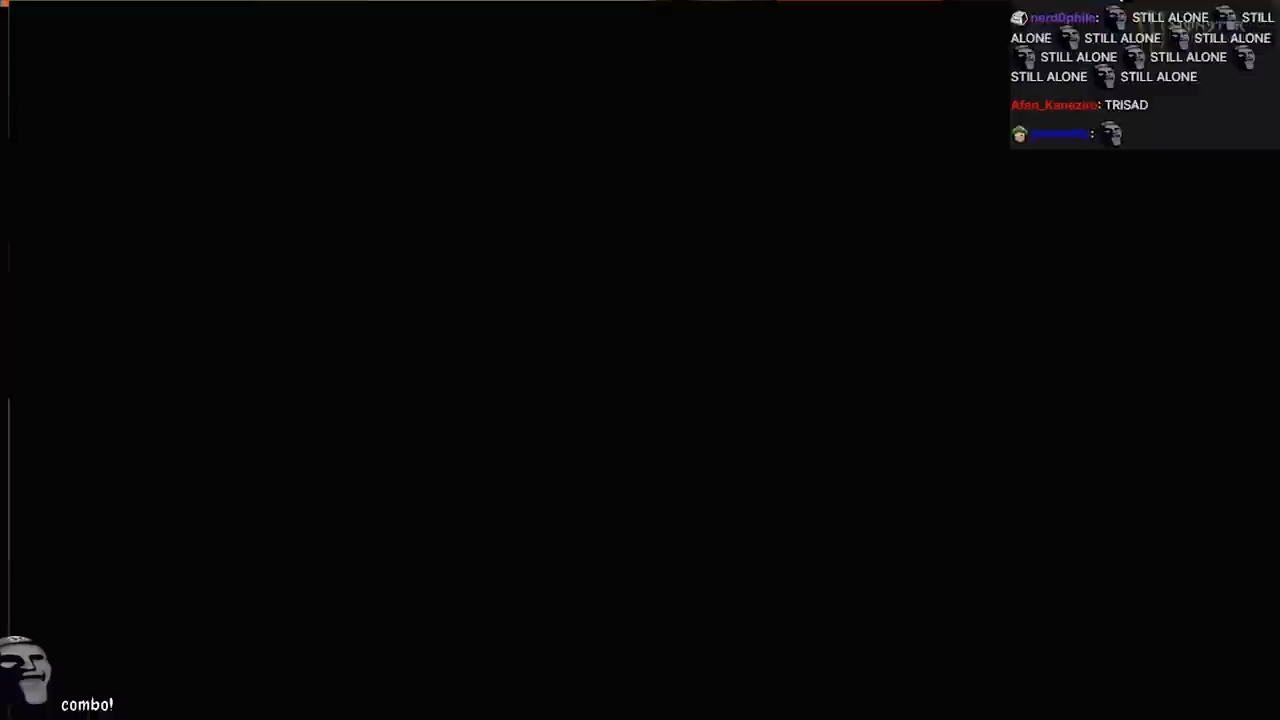 nerd0phile: STILL ALONE STILL
ALONE STILL ALONE STILL ALONE
STILL ALONE STILL ALONE
STILL ALONE STILL ALONE
Afan_Kaneziro: TRISAD
:
combo!